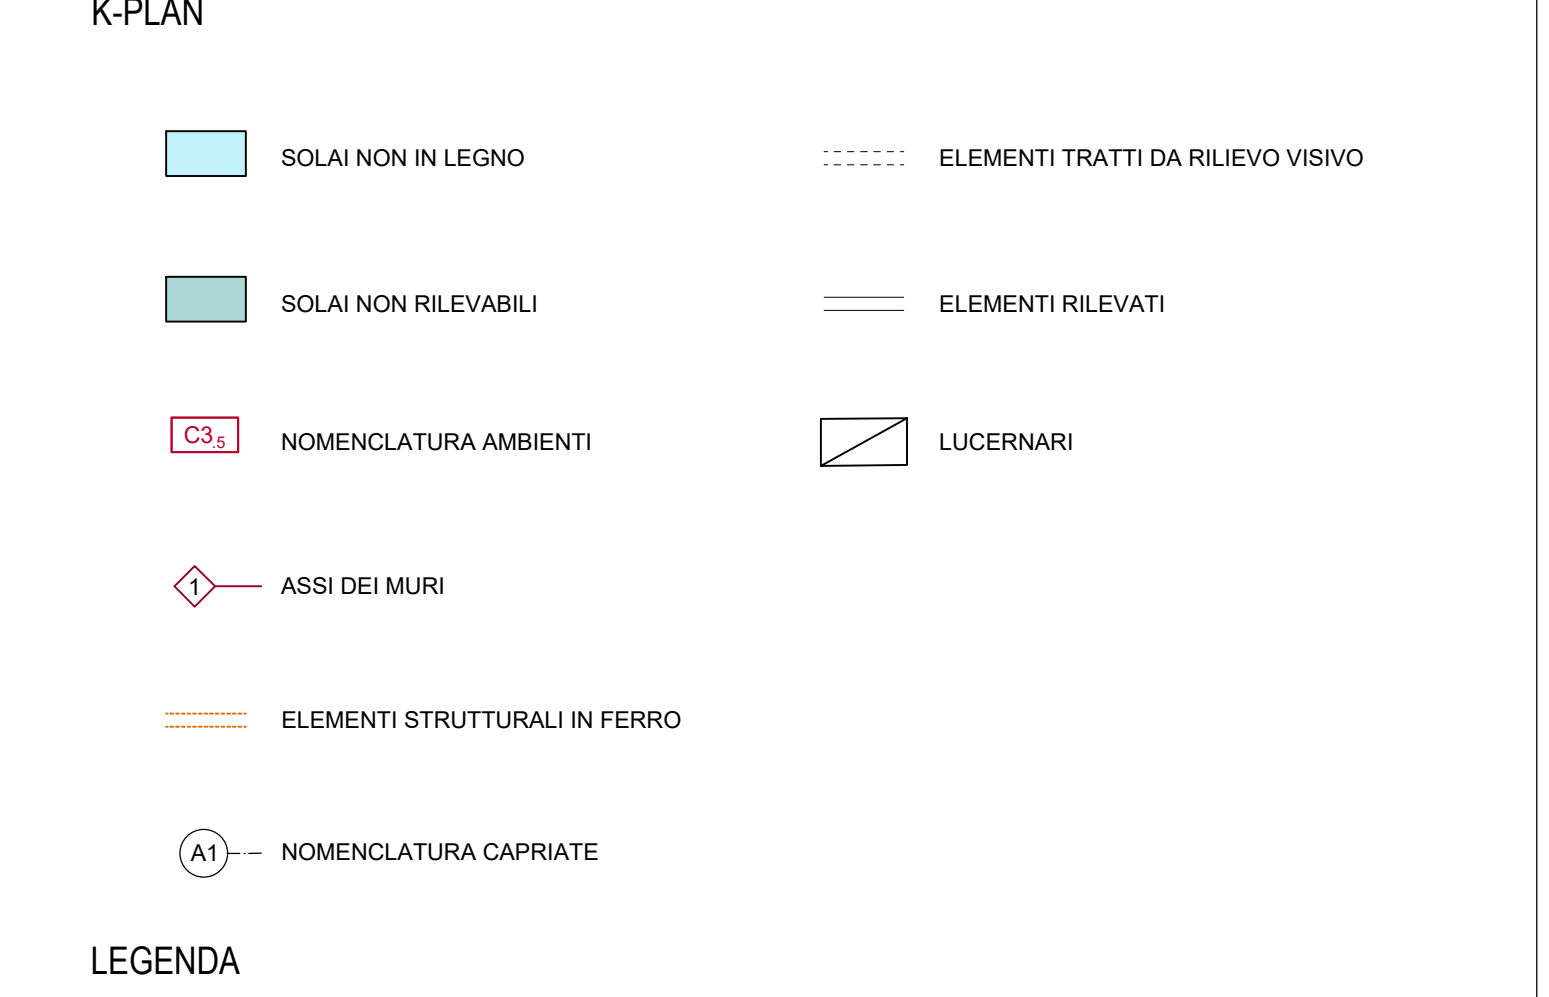 K-PLAN
SOLAI NON IN LEGNO
SOLAI NON RILEVABILI
C3.5 NOMENCLATURA AMBIENTI
1 ASSI DEI MURI
ELEMENTI STRUTTURALI IN FERRO
A1 NOMENCLATURA CAPRIATE
ELEMENTI TRATTI DA RILIEVO VISIVO
ELEMENTI RILEVATI
LUCERNARI
LEGENDA